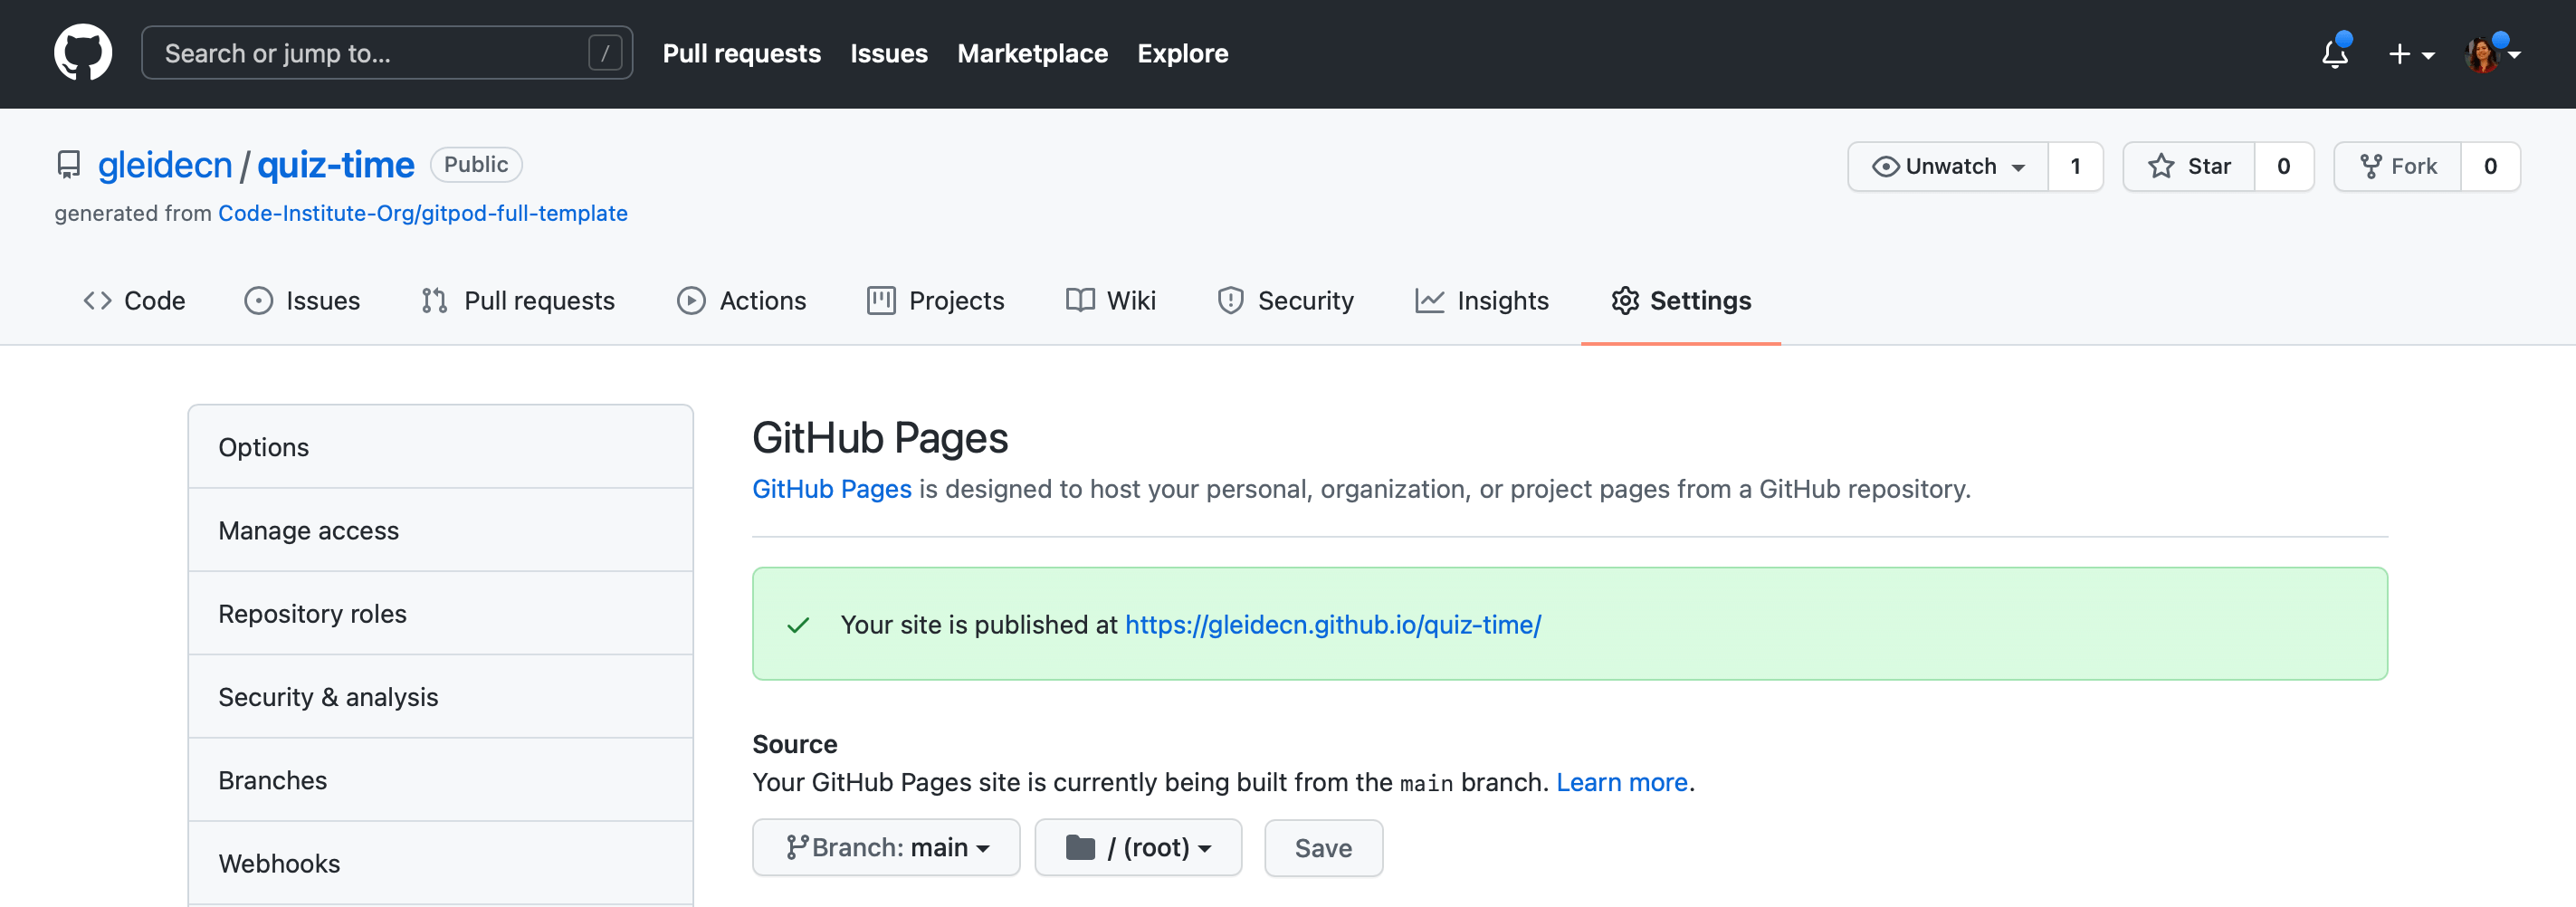 Search or jump to... /
Pull requests Issues Marketplace Explore
gleidecn / quiz-time Public
Unwatch 1 Star 0 Fork 0
generated from Code-Institute-Org/gitpod-full-template
Code Issues Pull requests Actions Projects Wiki Security Insights Settings
Options
Manage access
Repository roles
Security & analysis
Branches
Webhooks
GitHub Pages
GitHub Pages is designed to host your personal, organization, or project pages from a GitHub repository.
Your site is published at https://gleidecn.github.io/quiz-time/
Source
Your GitHub Pages site is currently being built from the main branch. Learn more.
Branch: main / (root) Save